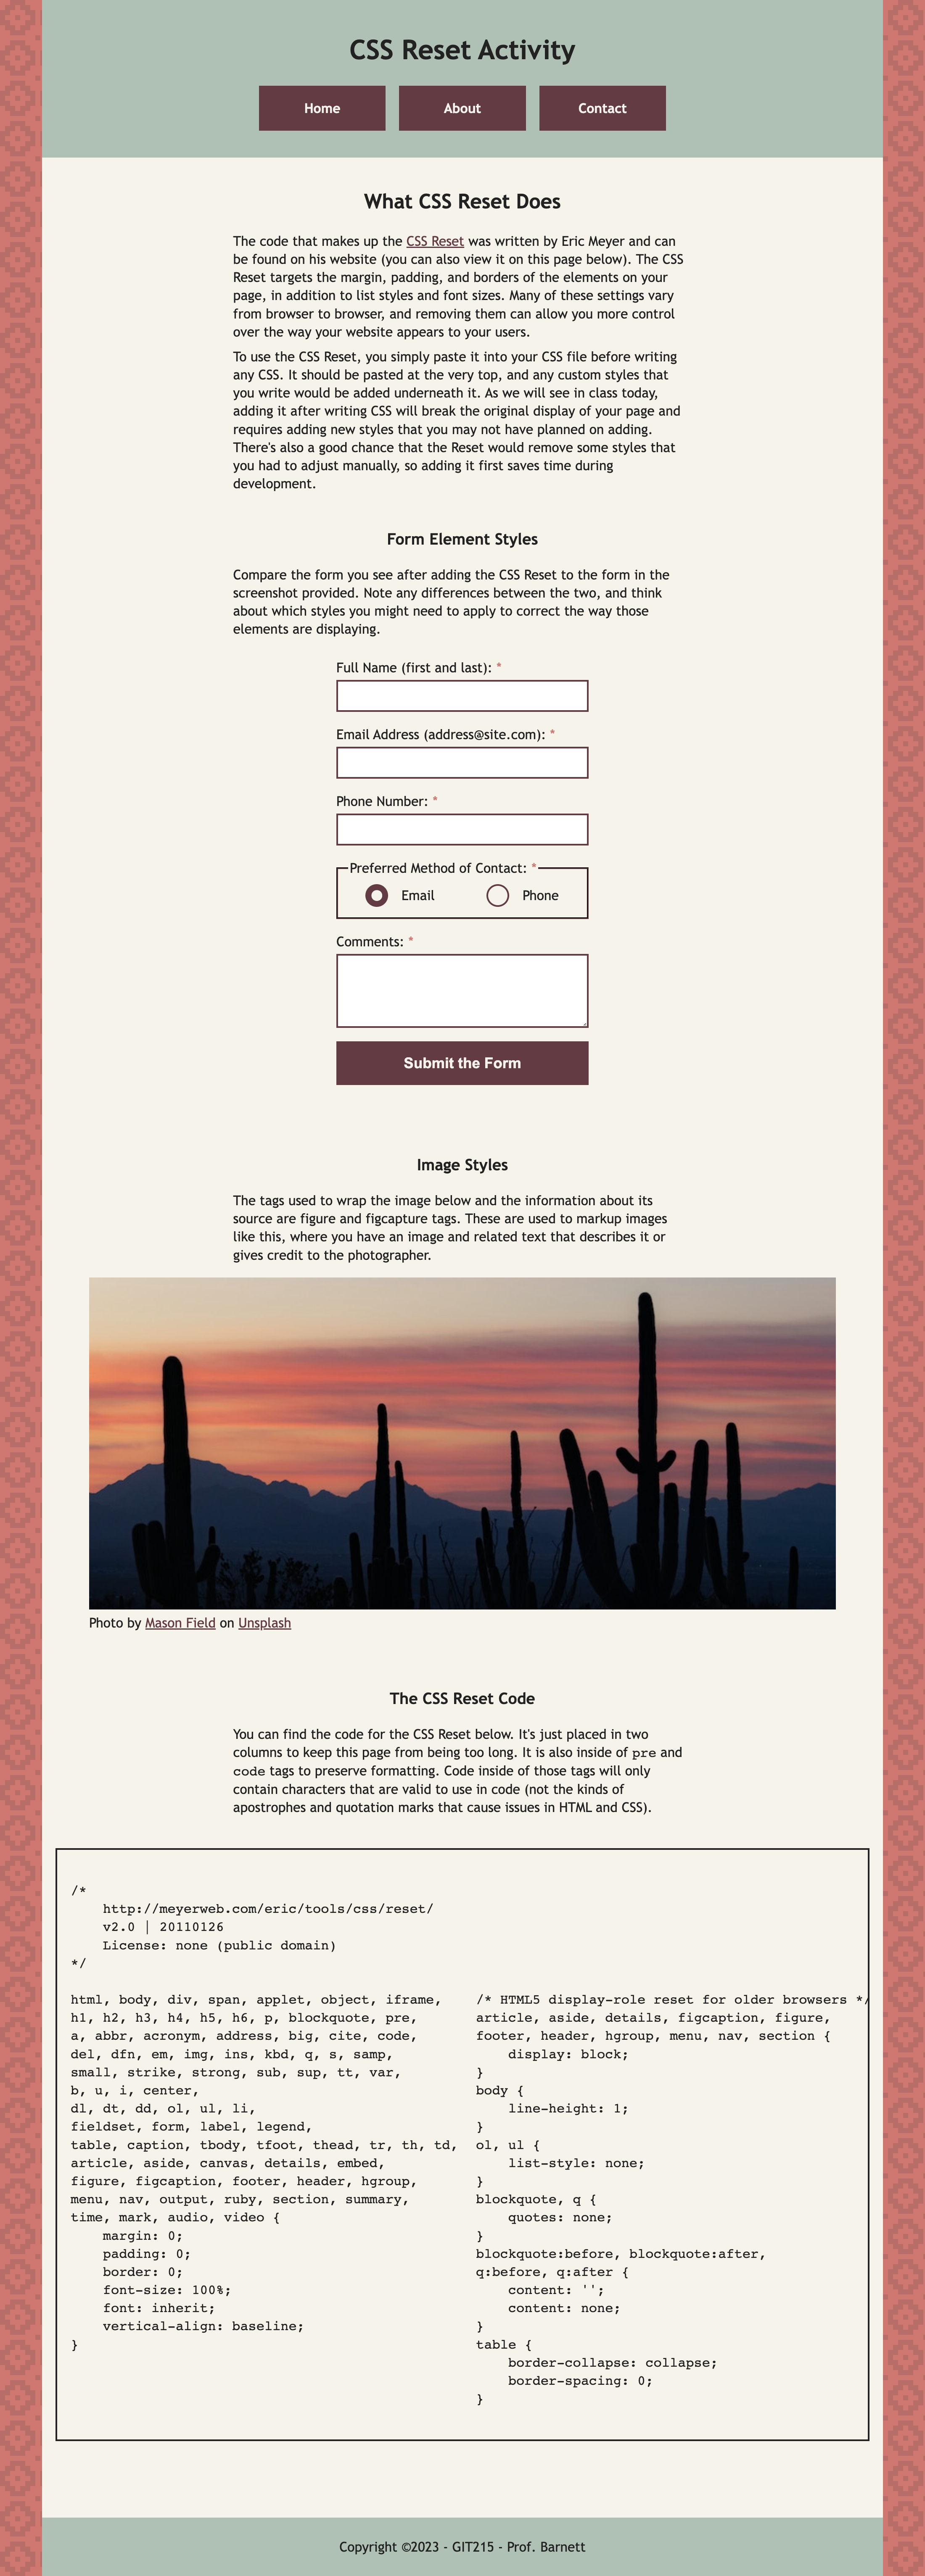 CSS Reset Activity
Home
About
Contact
What CSS Reset Does
The code that makes up the CSS Reset was written by Eric Meyer and can
be found on his website (you can also view it on this page below). The CSS
Reset targets the margin, padding, and borders of the elements on your
page, in addition to list styles and font sizes. Many of these settings vary
from browser to browser, and removing them can allow you more control
over the way your website appears to your users.
To use the CSS Reset, you simply paste it into your CSS file before writing
any CSS. It should be pasted at the very top, and any custom styles that
you write would be added underneath it. As we will see in class today,
adding it after writing CSS will break the original display of your page and
requires adding new styles that you may not have planned on adding.
There's also a good chance that the Reset would remove some styles that
you had to adjust manually, so adding it first saves time during
development.
Form Element Styles
Compare the form you see after adding the CSS Reset to the form in the
screenshot provided. Note any differences between the two, and think
about which styles you might need to apply to correct the way those
elements are displaying.
Full Name (first and last): *
Email Address (address@site.com): *
Phone Number: *
Preferred Method of Contact: *
Email
Phone
Comments: *
Submit the Form
Image Styles
The tags used to wrap the image below and the information about its
source are figure and figcapture tags. These are used to markup images
like this, where you have an image and related text that describes it or
gives credit to the photographer.
Photo by Mason Field on Unsplash
The CSS Reset Code
You can find the code for the CSS Reset below. It's just placed in two
columns to keep this page from being too long. It is also inside of pre and
code tags to preserve formatting. Code inside of those tags will only
contain characters that are valid to use in code (not the kinds of
apostrophes and quotation marks that cause issues in HTML and CSS).
/*
http://meyerweb.com/eric/tools/css/reset/
v2.0 | 20110126
License: none (public domain)
*/
html, body, div, span, applet, object, iframe,
h1, h2, h3, h4, h5, h6, p, blockquote, pre,
a, abbr, acronym, address, big, cite, code,
del, dfn, em, img, ins, kbd, q, s, samp,
small, strike, strong, sub, sup, tt, var,
b, u, i, center,
dl, dt, dd, ol, ul, li,
fieldset, form, label, legend,
table, caption, tbody, tfoot, thead, tr, th, td,
article, aside, canvas, details, embed,
figure, figcaption, footer, header, hgroup,
menu, nav, output, ruby, section, summary,
time, mark, audio, video {
margin: 0;
padding: 0;
border: 0;
font-size: 100%;
font: inherit;
vertical-align: baseline;
}
/* HTML5 display-role reset for older browsers */
article, aside, details, figcaption, figure,
footer, header, hgroup, menu, nav, section {
display: block;
}
body {
line-height: 1;
}
ol, ul {
list-style: none;
}
blockquote, q {
quotes: none;
}
blockquote:before, blockquote:after,
q:before, q:after {
content: '';
content: none;
}
table {
border-collapse: collapse;
border-spacing: 0;
}
Copyright ©2023 - GIT215 - Prof. Barnett